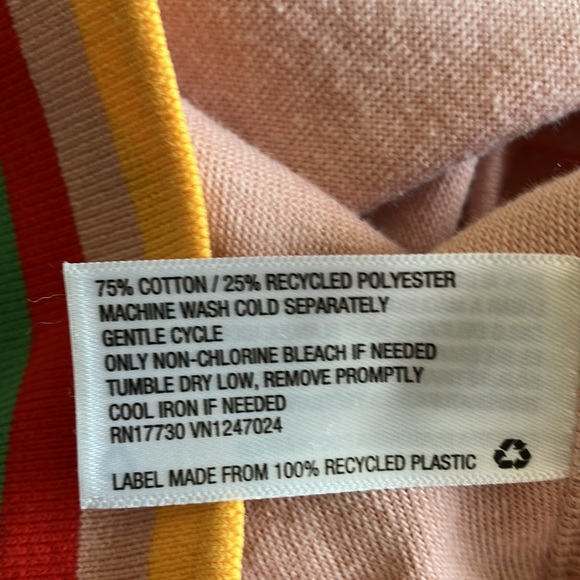 75% COTTON / 25% RECYCLED POLYESTER
MACHINE WASH COLD SEPARATELY
GENTLE CYCLE
ONLY NON-CHLORINE BLEACH IF NEEDED
TUMBLE DRY LOW, REMOVE PROMPTLY
COOL IRON IF NEEDED
RN17730 VN1247024
LABEL MADE FROM 100% RECYCLED PLASTIC